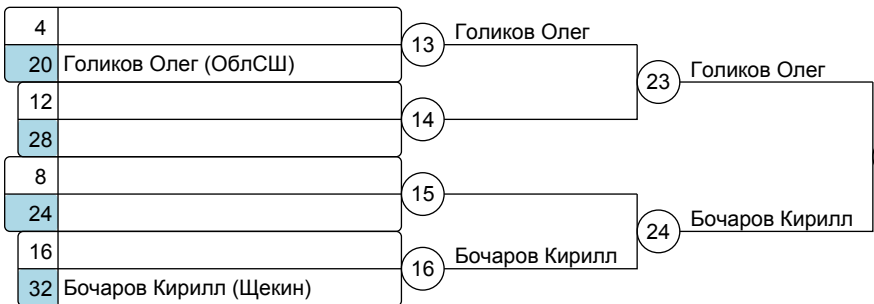 4
13 Голиков Олег
20 Голиков Олег (ОблСШ)
23 Голиков Олег
12
14
28
8
15
24
24 Бочаров Кирилл
16
16 Бочаров Кирилл
32 Бочаров Кирилл (Щекин)